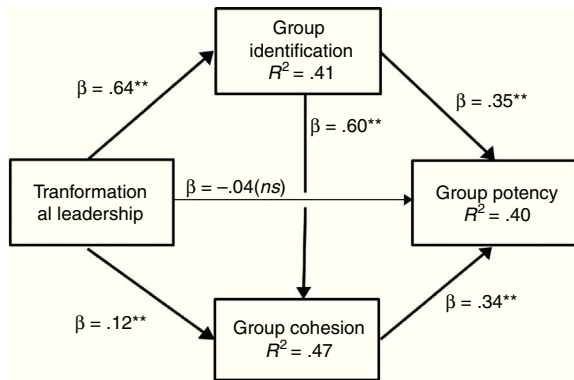 Group
identification
R² = .41
β = .64**
β = .35**
β = .60**
Tranformation
al leadership
β = –.04(ns)
Group potency
R² = .40
β = .12**
β = .34**
Group cohesion
R² = .47